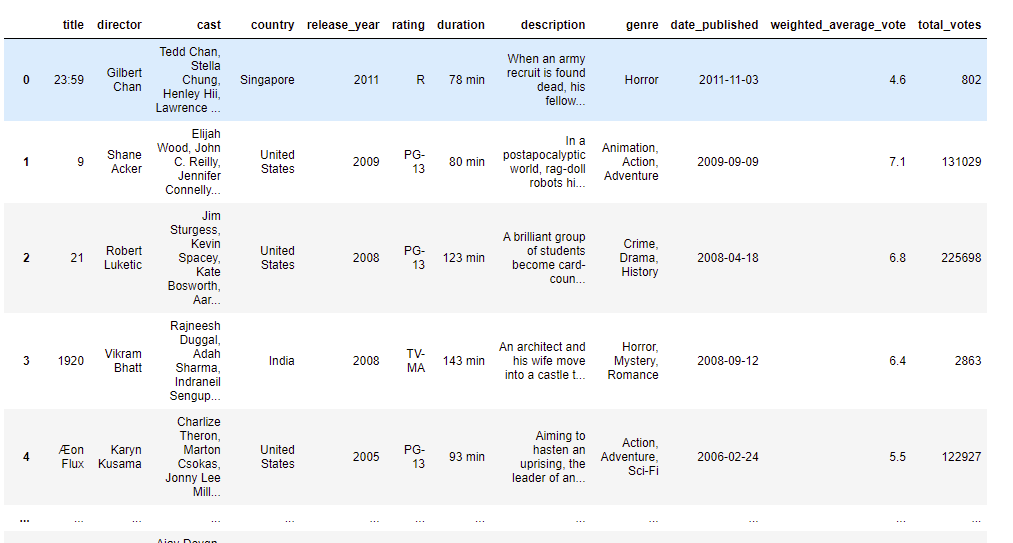 title director cast country release_year rating duration description genre date_published weighted_average_vote total_votes
0
23:59
Gilbert
Chan
Tedd Chan,
Stella
Chung,
Henley Hii,
Lawrence ...
Singapore
2011
R
78 min
When an army
recruit is found
dead, his
fellow...
Horror
2011-11-03
4.6
802
1
9
Shane
Acker
Elijah
Wood, John
C. Reilly,
Jennifer
Connelly...
United
States
2009
PG-
13
80 min
In a
postapocalyptic
world, rag-doll
robots hi...
Animation,
Action,
Adventure
2009-09-09
7.1
131029
2
21
Robert
Luketic
Jim
Sturgess,
Kevin
Spacey,
Kate
Bosworth,
Aar...
United
States
2008
PG-
13
123 min
A brilliant group
of students
become card-
coun...
Crime,
Drama,
History
2008-04-18
6.8
225698
3
1920
Vikram
Bhatt
Rajneesh
Duggal,
Adah
Sharma,
Indraneil
Sengup...
India
2008
TV-
MA
143 min
An architect and
his wife move
into a castle t...
Horror,
Mystery,
Romance
2008-09-12
6.4
2863
4
Æon
Flux
Karyn
Kusama
Charlize
Theron,
Marton
Csokas,
Jonny Lee
Mill...
United
States
2005
PG-
13
93 min
Aiming to
hasten an
uprising, the
leader of an...
Action,
Adventure,
Sci-Fi
2006-02-24
5.5
122927
... ... ... ... ... ... ... ... ... ... ... ... ...